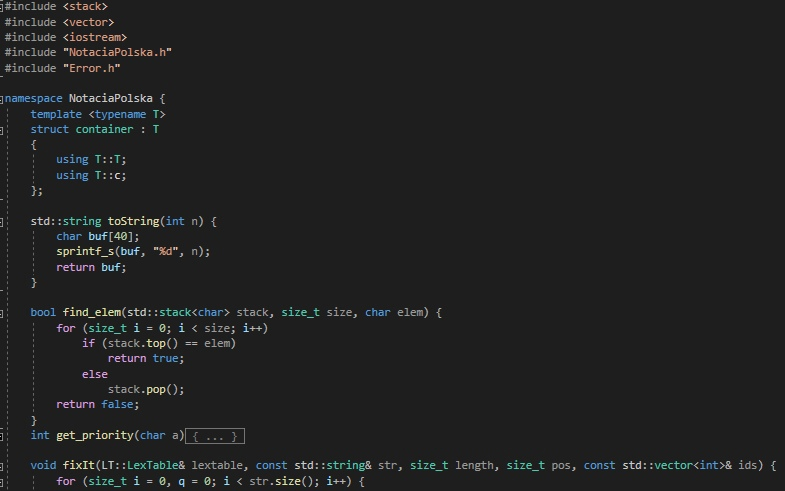 #include <stack>
#include <vector>
#include <iostream>
#include "NotaciaPolska.h"
#include "Error.h"

namespace NotaciaPolska {
    template <typename T>
    struct container : T
    {
        using T::T;
        using T::c;
    };

    std::string toString(int n) {
        char buf[40];
        sprintf_s(buf, "%d", n);
        return buf;
    }

    bool find_elem(std::stack<char> stack, size_t size, char elem) {
        for (size_t i = 0; i < size; i++)
            if (stack.top() == elem)
                return true;
            else
                stack.pop();
        return false;
    }
    int get_priority(char a){ ... }

    void fixIt(LT::LexTable& lextable, const std::string& str, size_t length, size_t pos, const std::vector<int>& ids) {
        for (size_t i = 0, q = 0; i < str.size(); i++) {